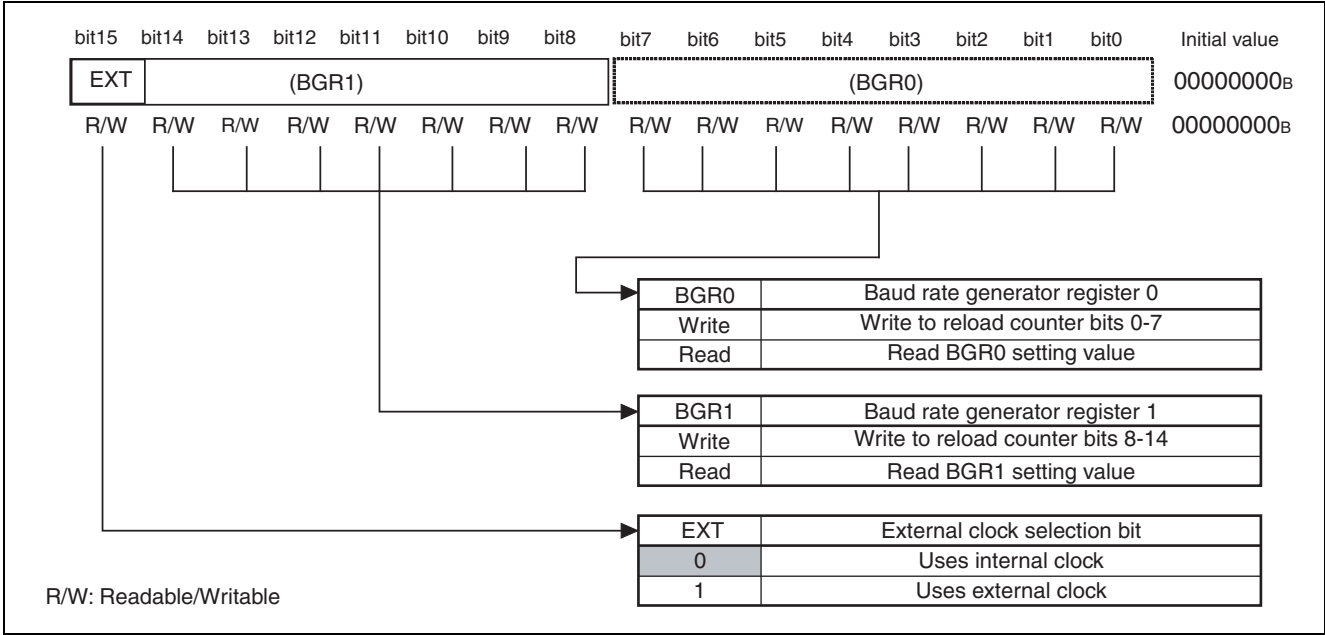 bit15 bit14 bit13 bit12 bit11 bit10 bit9 bit8 bit7 bit6 bit5 bit4 bit3 bit2 bit1 bit0 Initial value
EXT (BGR1) (BGR0) 00000000B
R/W R/W R/W R/W R/W R/W R/W R/W R/W R/W R/W R/W R/W R/W R/W R/W 00000000B
BGR0 Baud rate generator register 0
Write Write to reload counter bits 0-7
Read Read BGR0 setting value
BGR1 Baud rate generator register 1
Write Write to reload counter bits 8-14
Read Read BGR1 setting value
EXT External clock selection bit
0 Uses internal clock
1 Uses external clock
R/W: Readable/Writable